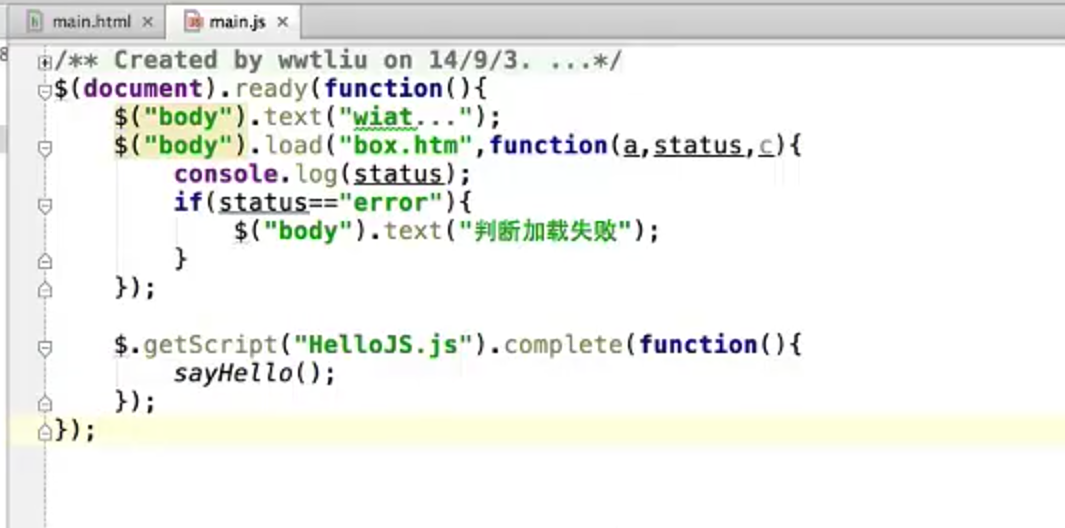 main.html × main.js ×
8
/** Created by wwtliu on 14/9/3. ...*/
$(document).ready(function(){
    $("body").text("wiat...");
    $("body").load("box.htm",function(a,status,c){
        console.log(status);
        if(status=="error"){
            $("body").text("判断加载失败");
        }
    });

    $.getScript("HelloJS.js").complete(function(){
        sayHello();
    });
});